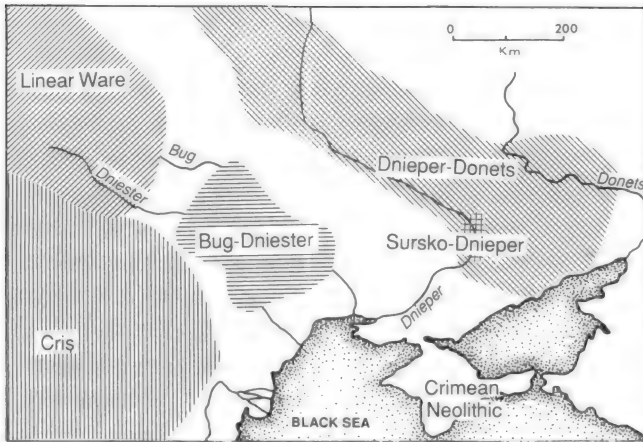 0 200
Km
Linear Ware
Bug
Dniester
Dnieper-Donets
Donets
Bug-Dniester
Sursko-Dnieper
Dnieper
Criş
Crimean
Neolithic
BLACK SEA